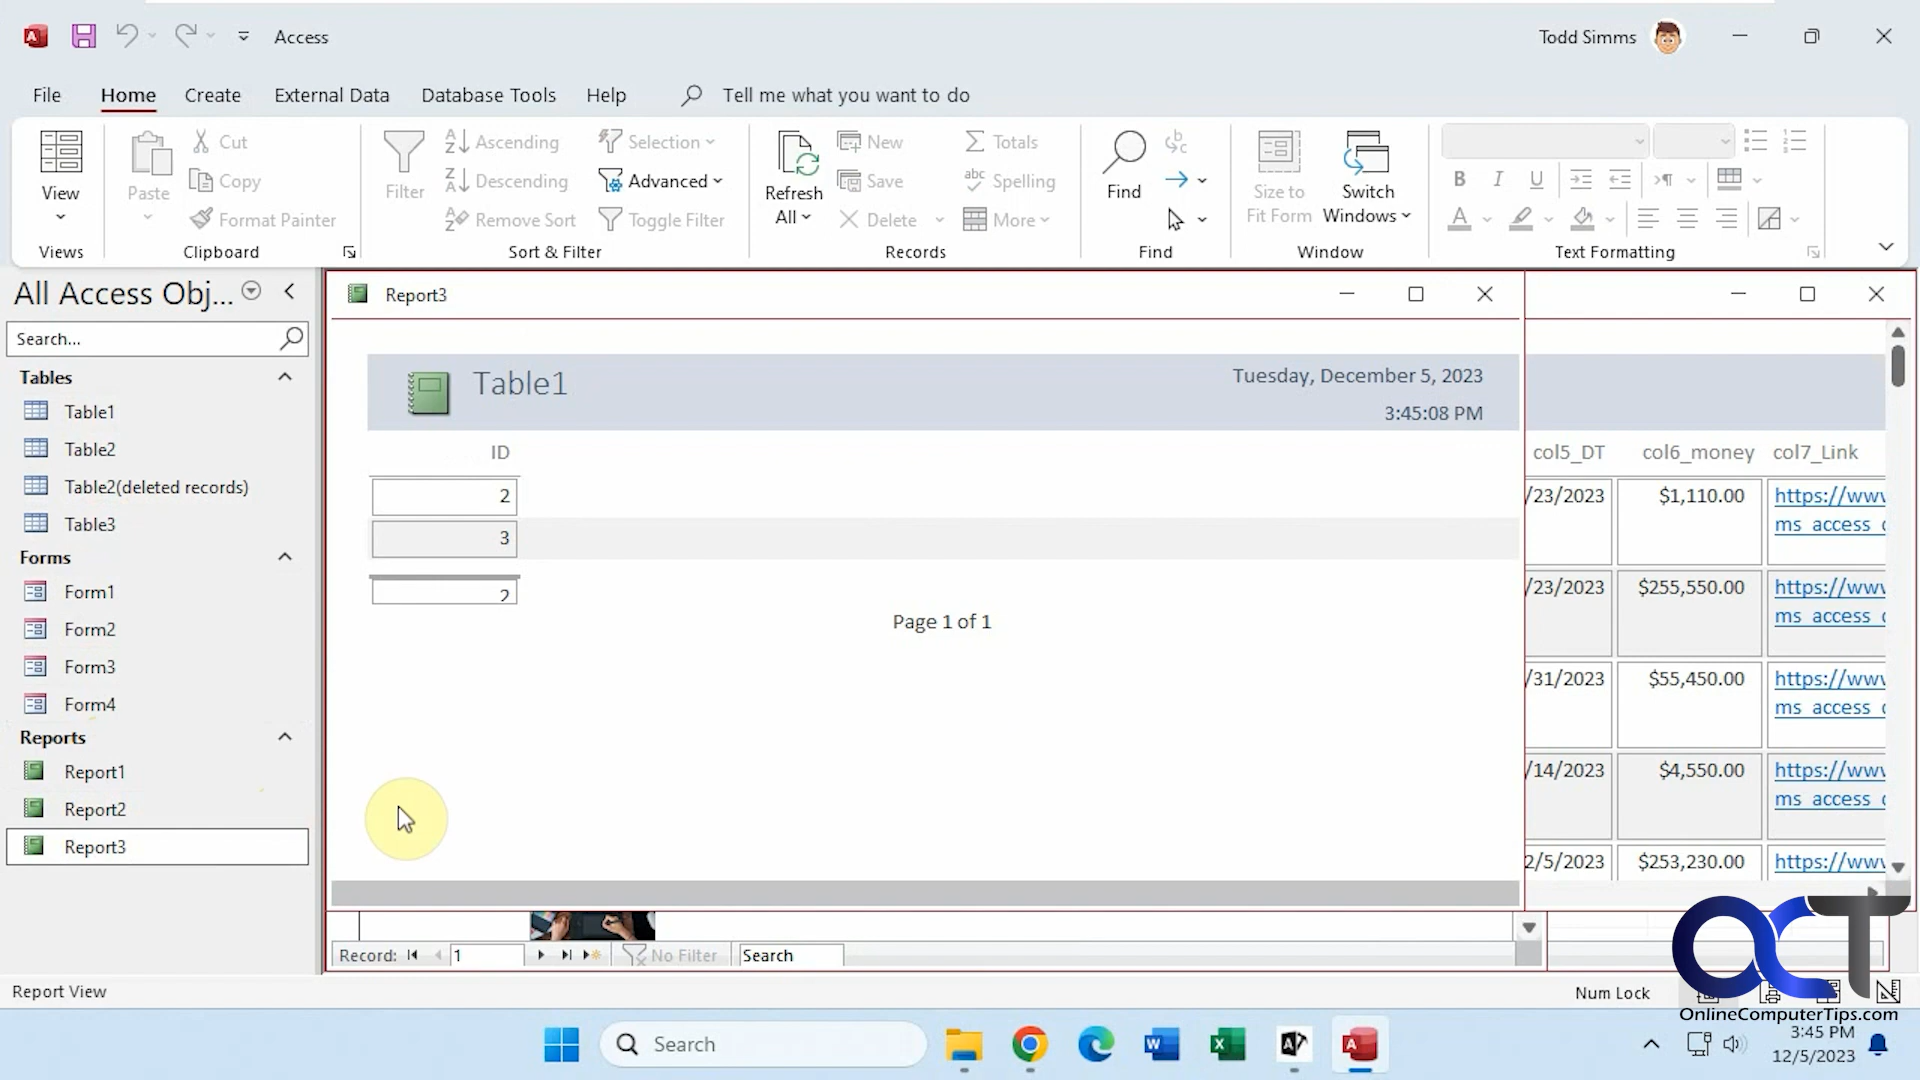 Access
Todd Simms
File Home Create External Data Database Tools Help Tell me what you want to do
View
Views
Paste
Cut
Copy
Format Painter
Clipboard
Filter
Ascending
Descending
Remove Sort
Selection
Advanced
Toggle Filter
Sort & Filter
Refresh
All
New
Save
Delete
Totals
Spelling
More
Records
Find
Find
Size to
Fit Form
Switch
Windows
Window
B I U
Text Formatting
All Access Obj...
Search...
Tables
Table1
Table2
Table2(deleted records)
Table3
Forms
Form1
Form2
Form3
Form4
Reports
Report1
Report2
Report3
Report3
Table1
Tuesday, December 5, 2023
3:45:08 PM
ID
2
3
2
Page 1 of 1
col5_DT col6_money col7_Link
/23/2023 $1,110.00 https://www
ms_access_
/23/2023 $255,550.00 https://www
ms_access_
/31/2023 $55,450.00 https://www
ms_access_
/14/2023 $4,550.00 https://www
ms_access_
2/5/2023 $253,230.00 https://www
Record: 1 No Filter Search
Report View
Num Lock
OCT
OnlineComputerTips.com
Search
3:45 PM
12/5/2023